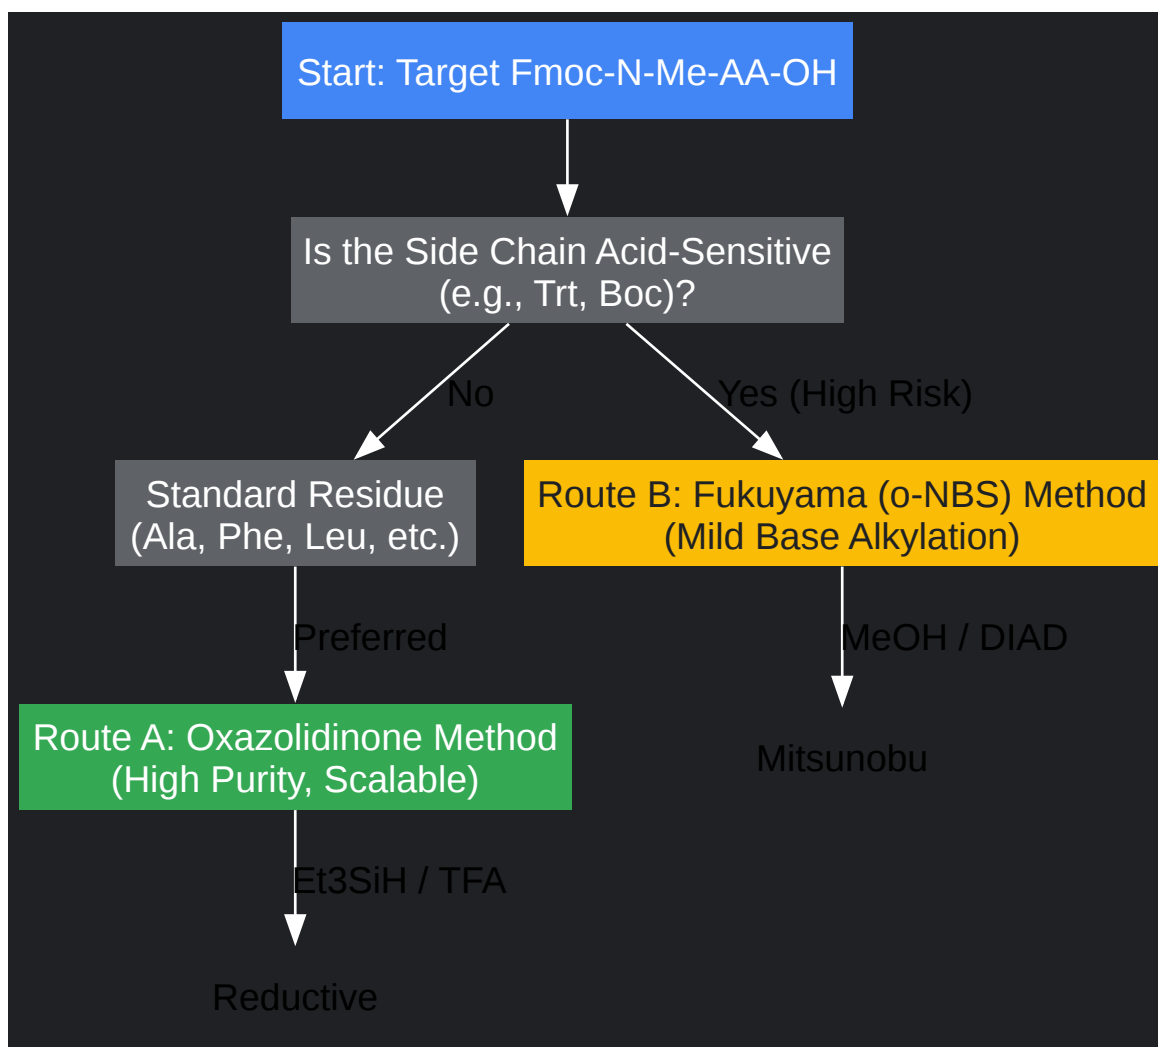 Start: Target Fmoc-N-Me-AA-OH
Is the Side Chain Acid-Sensitive
(e.g., Trt, Boc)?
No
Yes (High Risk)
Standard Residue
(Ala, Phe, Leu, etc.)
Route B: Fukuyama (o-NBS) Method
(Mild Base Alkylation)
Preferred
MeOH / DIAD
Route A: Oxazolidinone Method
(High Purity, Scalable)
Mitsunobu
Et3SiH / TFA
Reductive